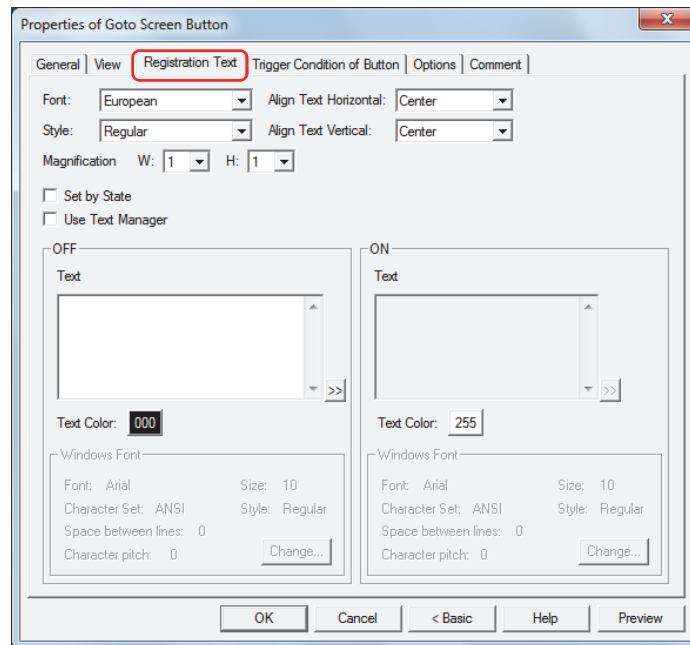 Properties of Goto Screen Button
General View Registration Text Trigger Condition of Button Options Comment
Font: European Align Text Horizontal: Center
Style: Regular Align Text Vertical: Center
Magnification W: 1 H: 1
Set by State
Use Text Manager
OFF ON
Text Text
>> >>
Text Color: 000 Text Color: 255
Windows Font Windows Font
Font: Arial Size: 10 Font: Arial Size: 10
Character Set: ANSI Style: Regular Character Set: ANSI Style: Regular
Space between lines: 0 Space between lines: 0
Character pitch: 0 Change... Character pitch: 0 Change...
OK Cancel < Basic Help Preview